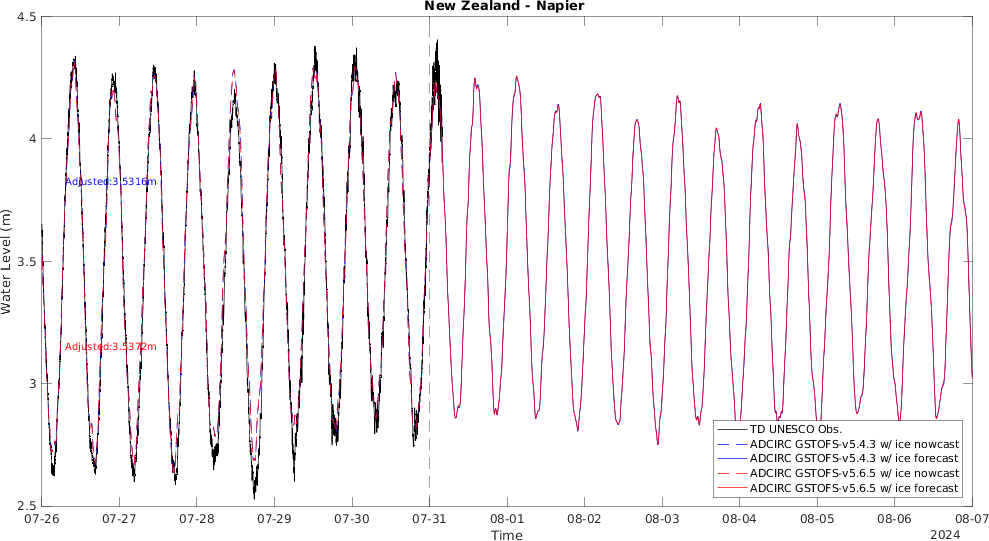 New Zealand - Napier
4.5
4
3.5
3
2.5
Water Level (m)
Adjusted:3.5316m
Adjusted:3.5372m
TD UNESCO Obs.
ADCIRC GSTOFS-v5.4.3 w/ ice nowcast
ADCIRC GSTOFS-v5.4.3 w/ ice forecast
ADCIRC GSTOFS-v5.6.5 w/ ice nowcast
ADCIRC GSTOFS-v5.6.5 w/ ice forecast
07-26 07-27 07-28 07-29 07-30 07-31 08-01 08-02 08-03 08-04 08-05 08-06 08-07
Time
2024